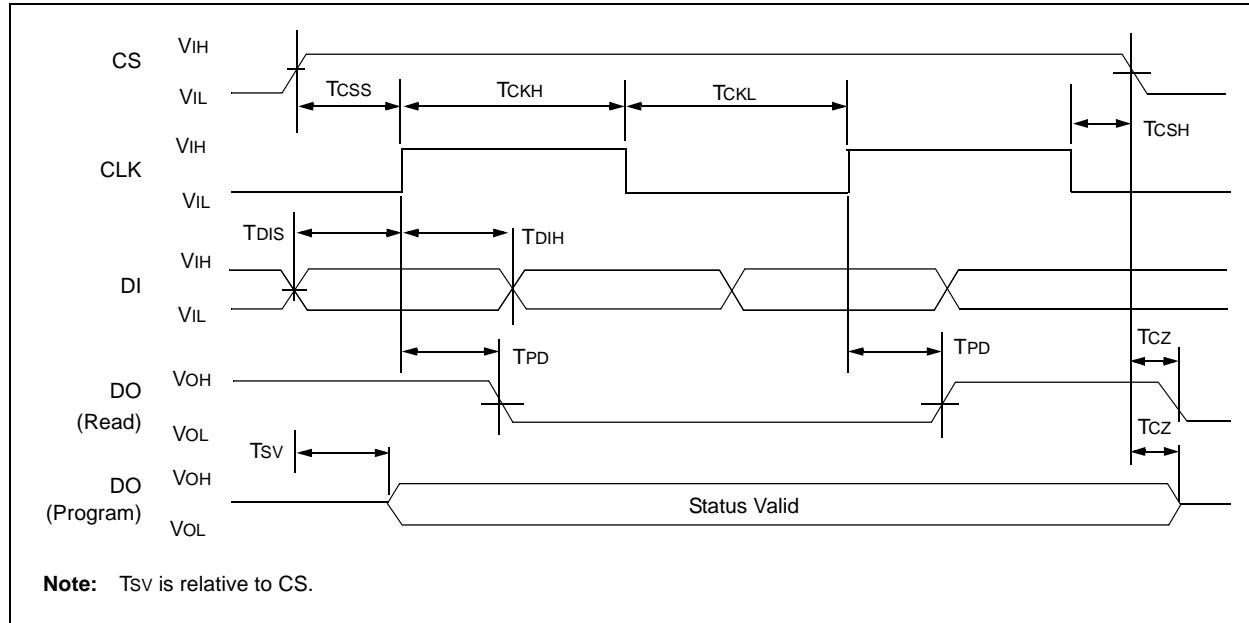 CS
VIH
VIL
TCSS
TCKH
TCKL
TCSH
CLK
VIH
VIL
TDIS
TDIH
DI
VIH
VIL
TPD
TPD
TCZ
DO
(Read)
VOH
VOL
TCZ
TSV
DO
(Program)
VOH
VOL
Status Valid
Note: TSV is relative to CS.